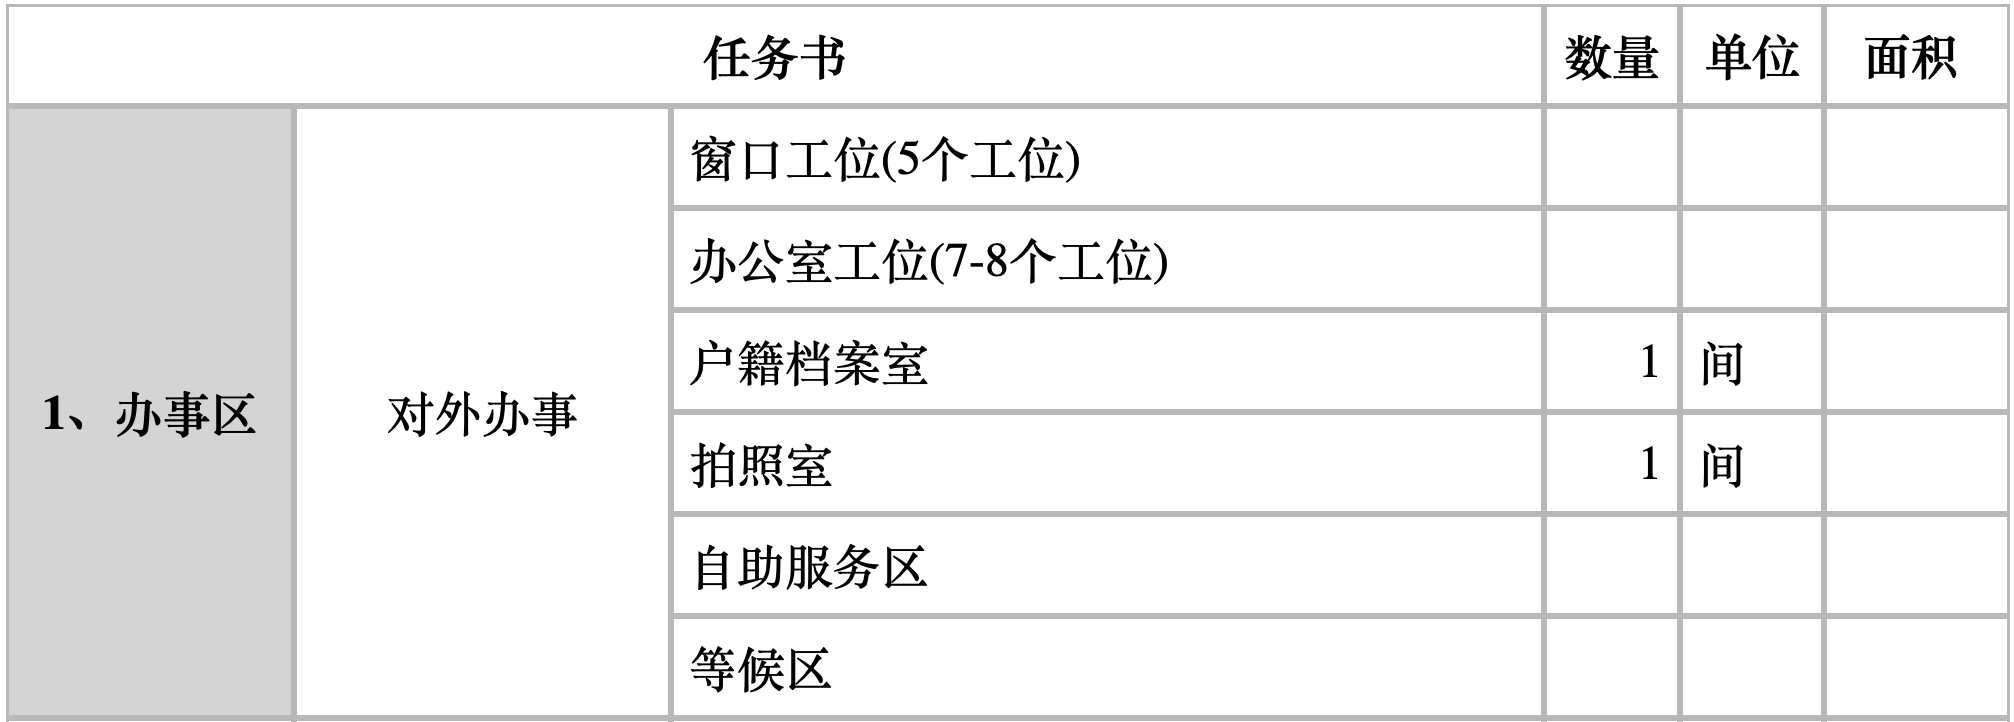 任务书 数量 单位 面积
1、办事区 对外办事
窗口工位(5个工位)
办公室工位(7-8个工位)
户籍档案室 1 间
拍照室 1 间
自助服务区
等候区